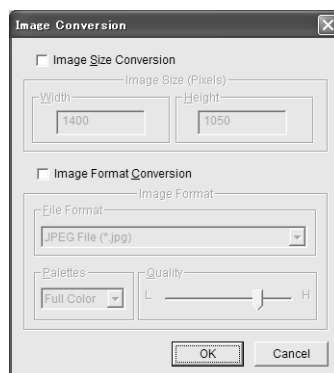 Image Conversion
Image Size Conversion
Image Size (Pixels)
Width
Height
1400
1050
Image Format Conversion
Image Format
File Format
JPEG File (*.jpg)
Palettes
Quality
Full Color
L
H
OK
Cancel